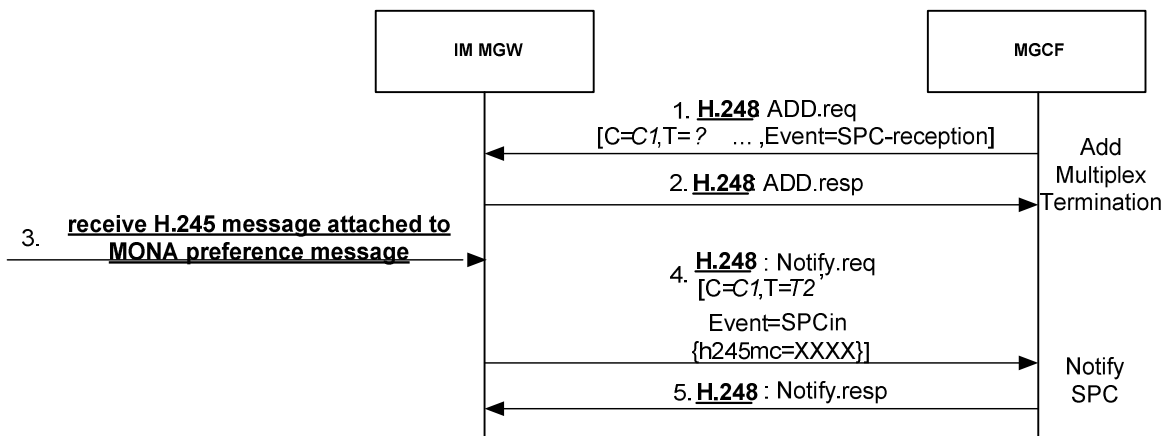 IM MGW
MGCF
1. H.248: ADD.req
[C=C1,T=? ... ,Event=SPC-reception]
Add
Multiplex
Termination
2. H.248: ADD.resp
3. receive H.245 message attached to
MONA preference message
4. H.248 : Notify.req
[C=C1,T=T2,
Event=SPCin
{h245mc=XXXX}]
Notify
SPC
5. H.248 : Notify.resp